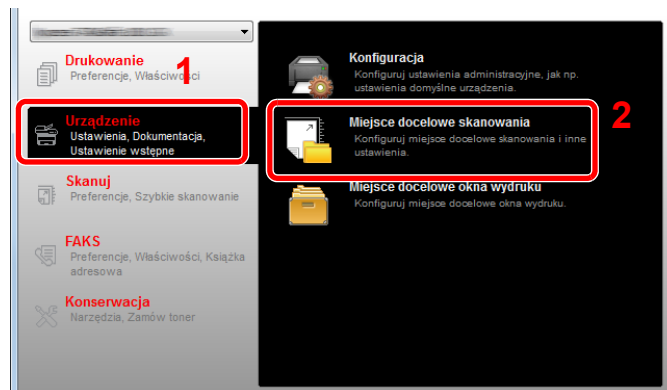 Drukowanie
Preferencje, Właściwości
1
Urządzenie
Ustawienia, Dokumentacja,
Ustawienie wstępne
Skanuj
Preferencje, Szybkie skanowanie
FAKS
Preferencje, Właściwości, Książka
adresowa
Konserwacja
Narzędzia, Zamów toner
Konfiguracja
Konfiguruj ustawienia administracyjne, jak np.
ustawienia domyślne urządzenia.
Miejsce docelowe skanowania
Konfiguruj miejsce docelowe skanowania i inne
ustawienia.
2
Miejsce docelowe okna wydruku
Konfiguruj miejsce docelowe okna wydruku.